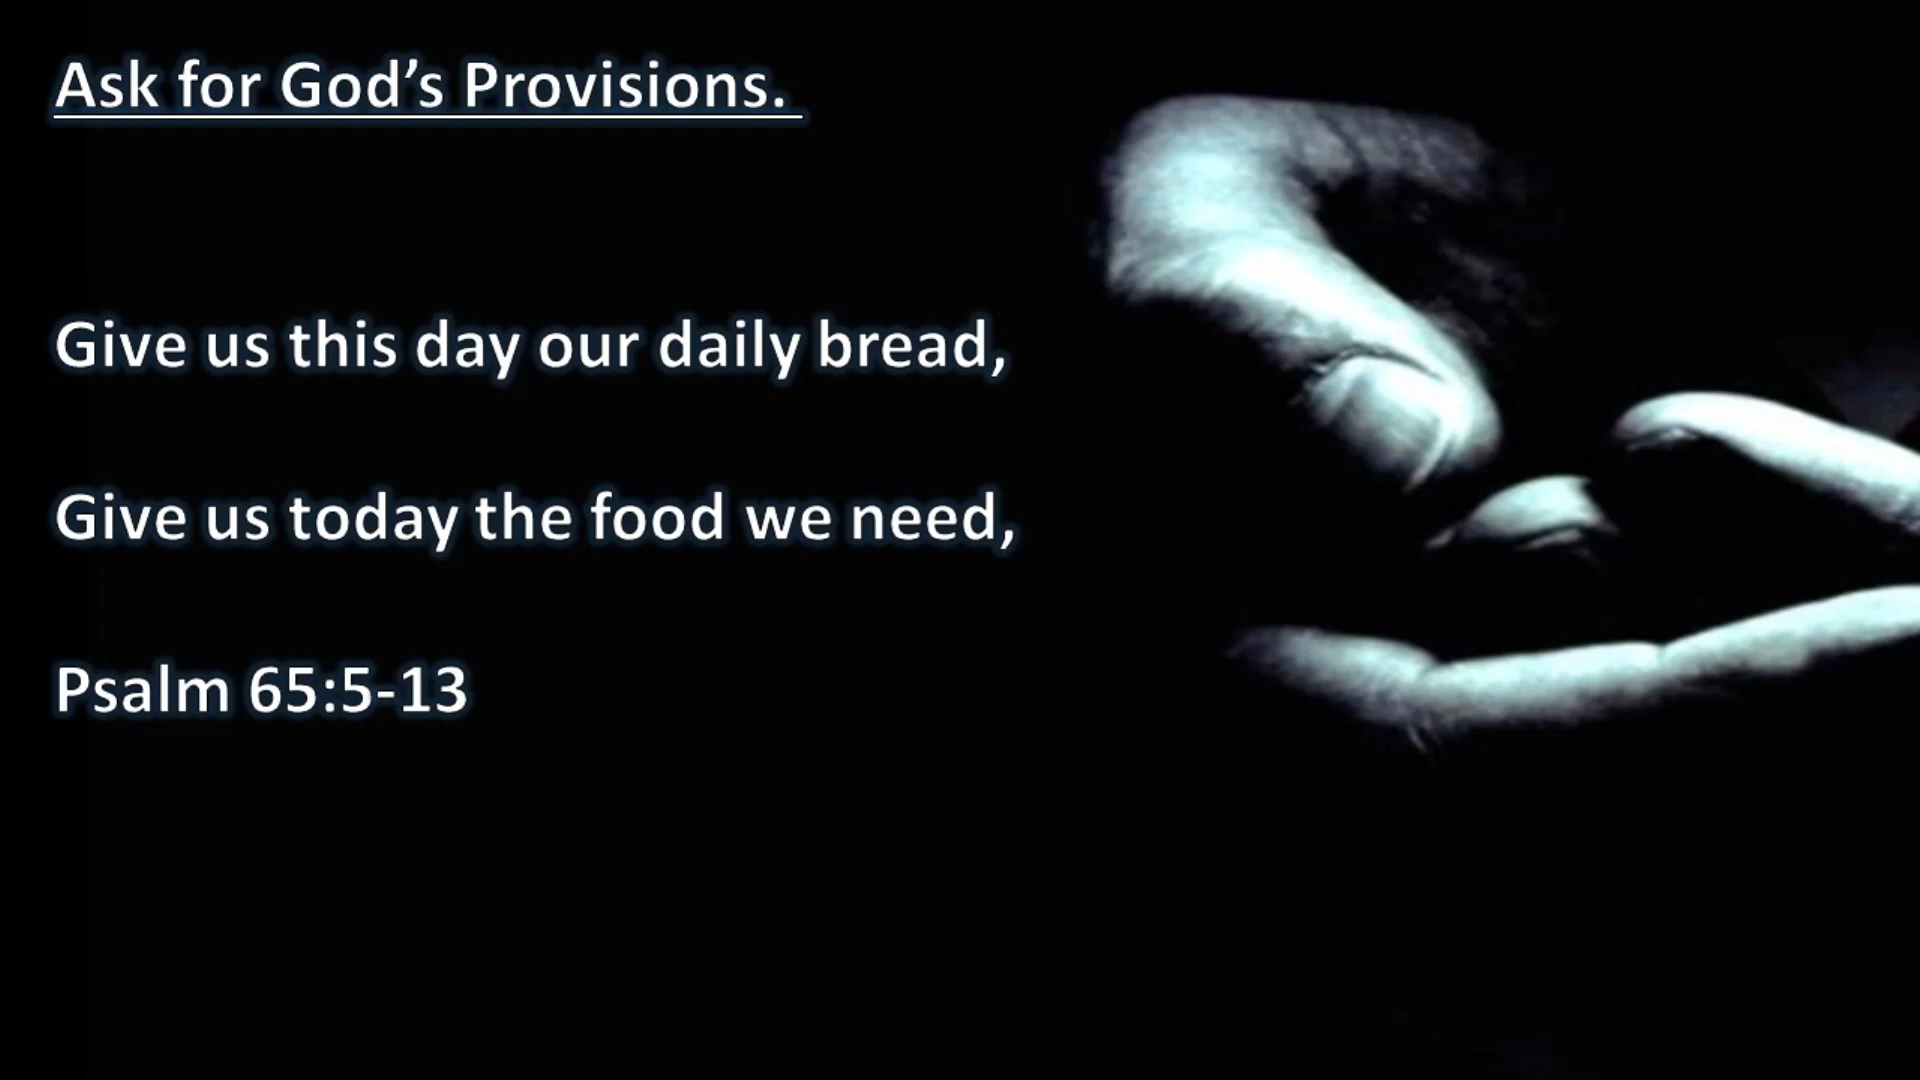 Ask for God’s Provisions.
Give us this day our daily bread,
Give us today the food we need,
Psalm 65:5-13